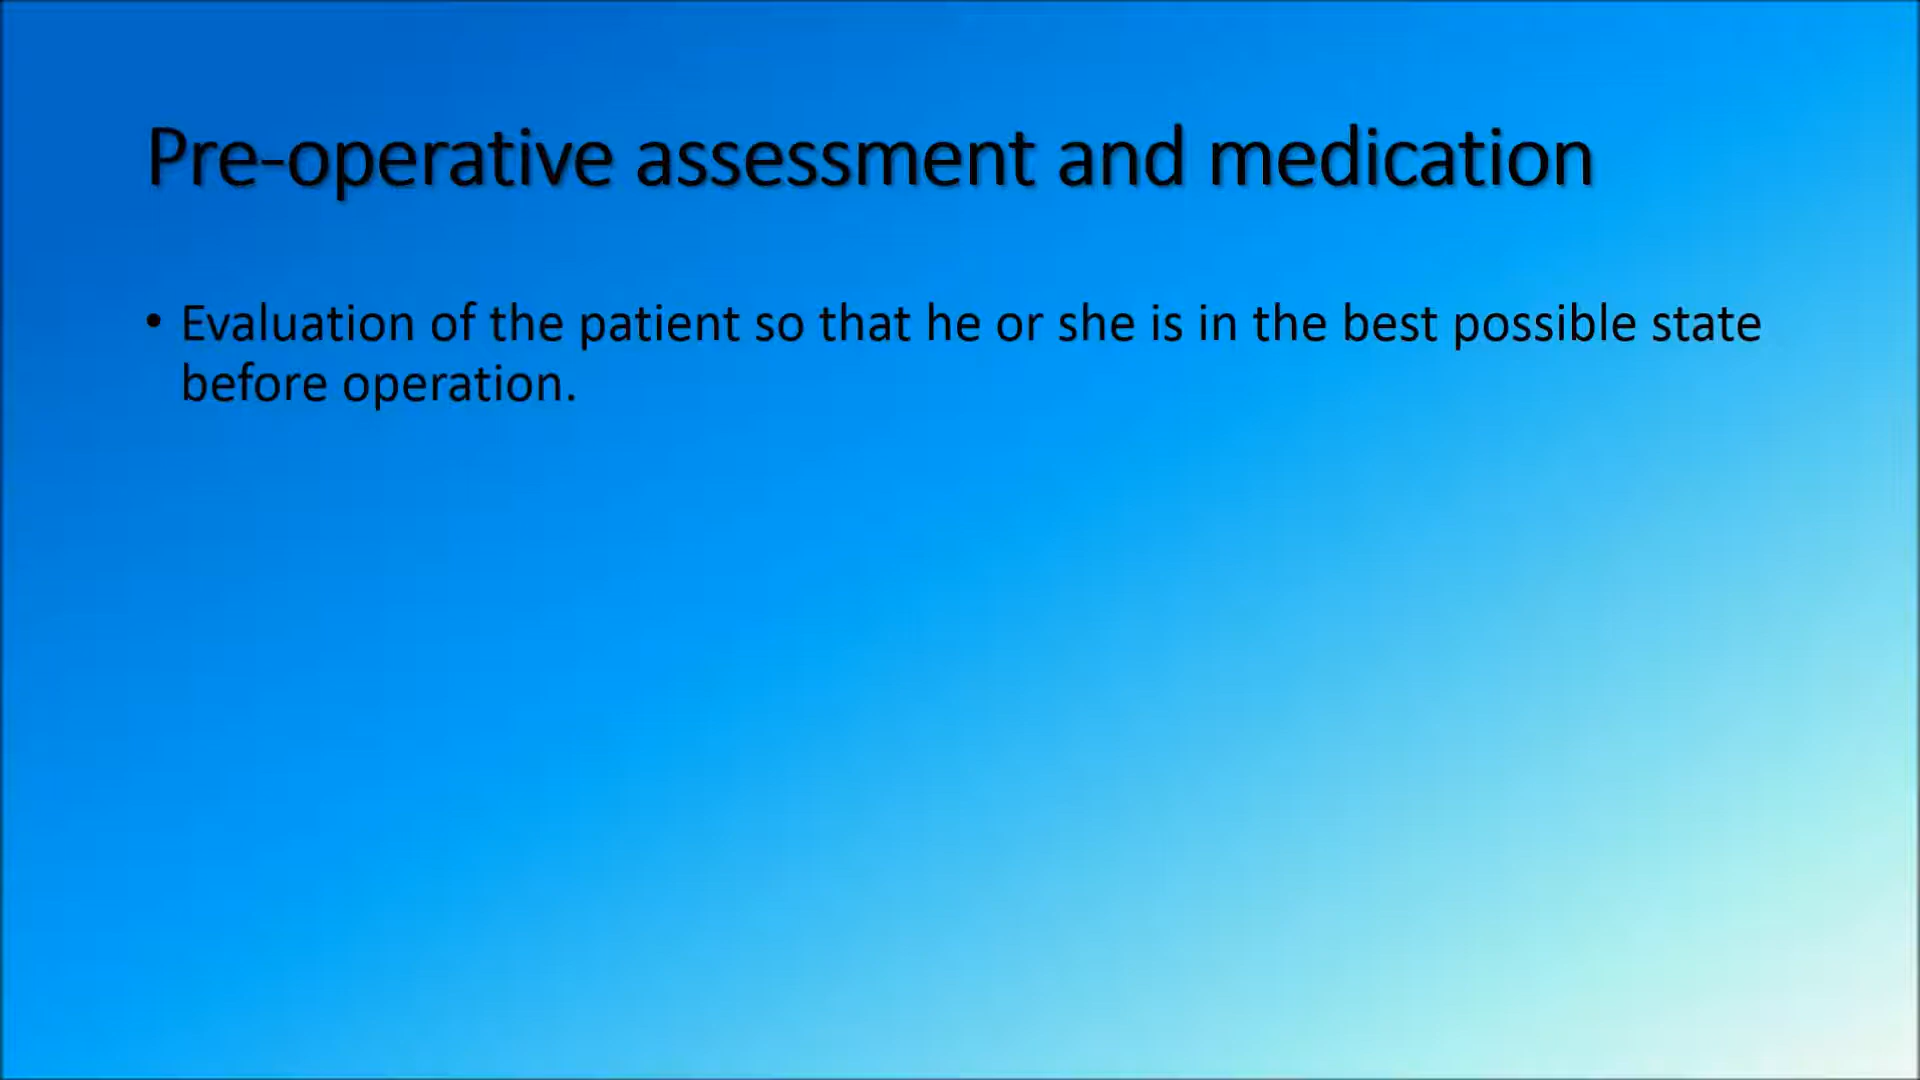 Pre-operative assessment and medication
• Evaluation of the patient so that he or she is in the best possible state
before operation.